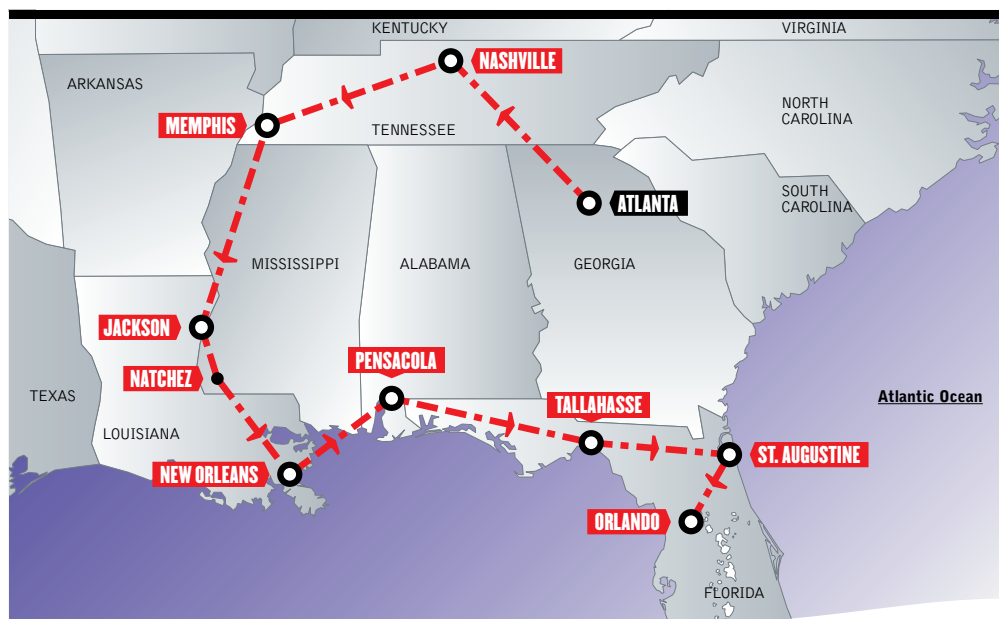 KENTUCKY
VIRGINIA
NASHVILLE
ARKANSAS
NORTH
CAROLINA
MEMPHIS
TENNESSEE
SOUTH
CAROLINA
ATLANTA
MISSISSIPPI
ALABAMA
GEORGIA
JACKSON
PENSACOLA
NATCHEZ
TEXAS
TALLAHASSE
Atlantic Ocean
LOUISIANA
ST. AUGUSTINE
NEW ORLEANS
ORLANDO
FLORIDA